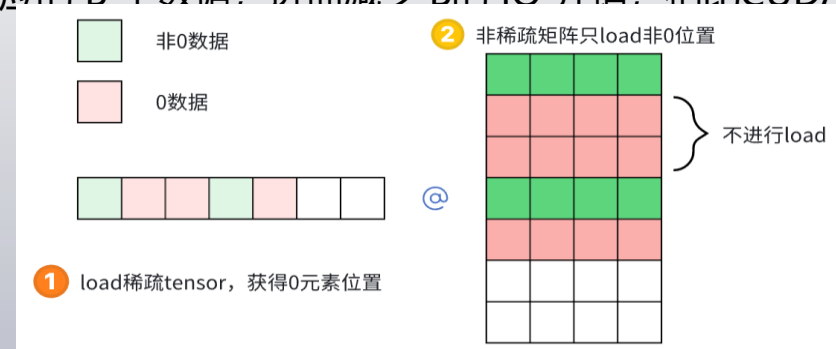 非0数据
0数据
② 非稀疏矩阵只load非0位置
不进行load
@
① load稀疏tensor，获得0元素位置